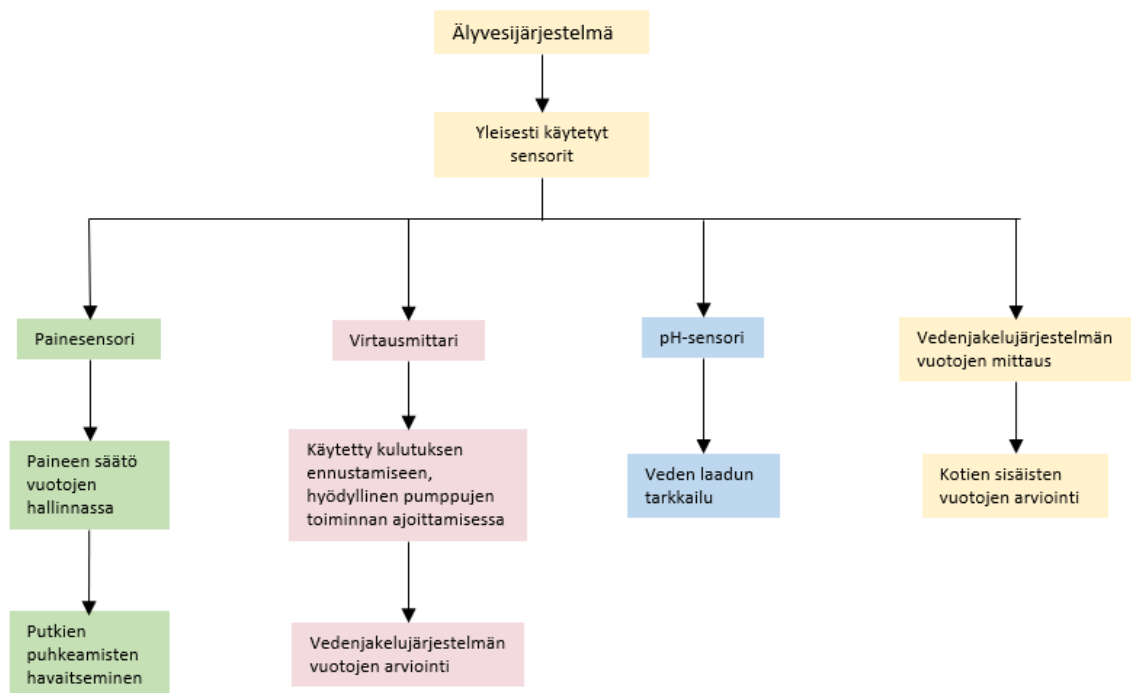 Älyvesijärjestelmä
Yleisesti käytetyt
sensorit
Painesensori
Virtausmittari
pH-sensori
Vedenjakelujärjestelmän
vuotojen mittaus
Paineen säätö
vuotojen
hallinnassa
Käytetty kulutuksen
ennustamiseen,
hyödyllinen pumppujen
toiminnan ajoittamisessa
Veden laadun
tarkkailu
Kotien sisäisten
vuotojen arviointi
Putkien
puhkeamisten
havaitseminen
Vedenjakelujärjestelmän
vuotojen arviointi